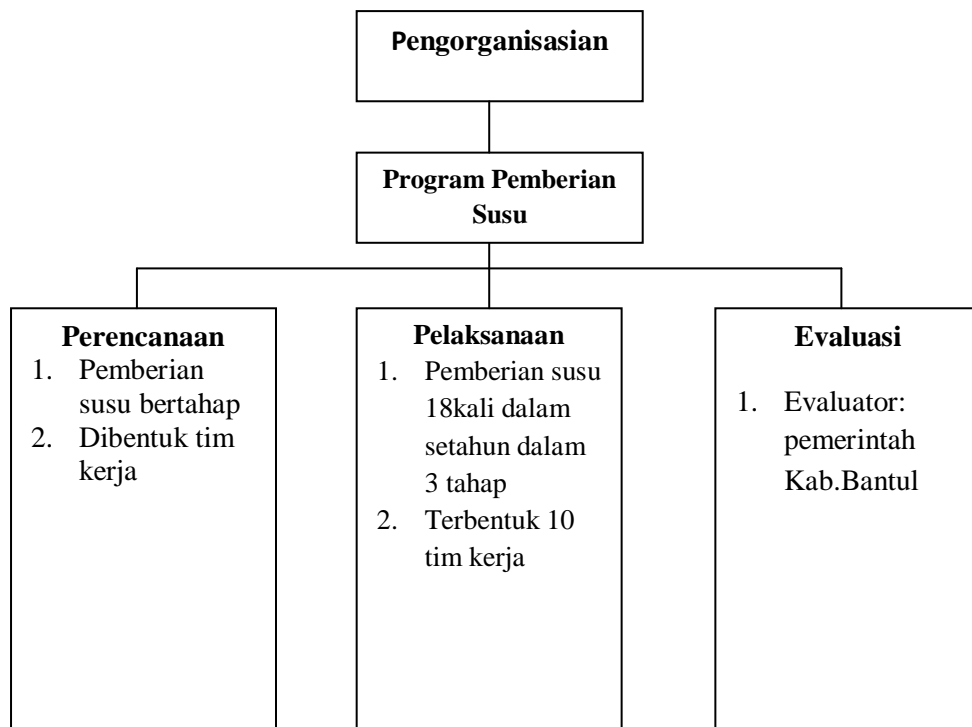 Pengorganisasian
Program Pemberian
Susu
Perencanaan
1. Pemberian
susu bertahap
2. Dibentuk tim
kerja
Pelaksanaan
1. Pemberian susu
18kali dalam
setahun dalam
3 tahap
2. Terbentuk 10
tim kerja
Evaluasi
1. Evaluator:
pemerintah
Kab.Bantul